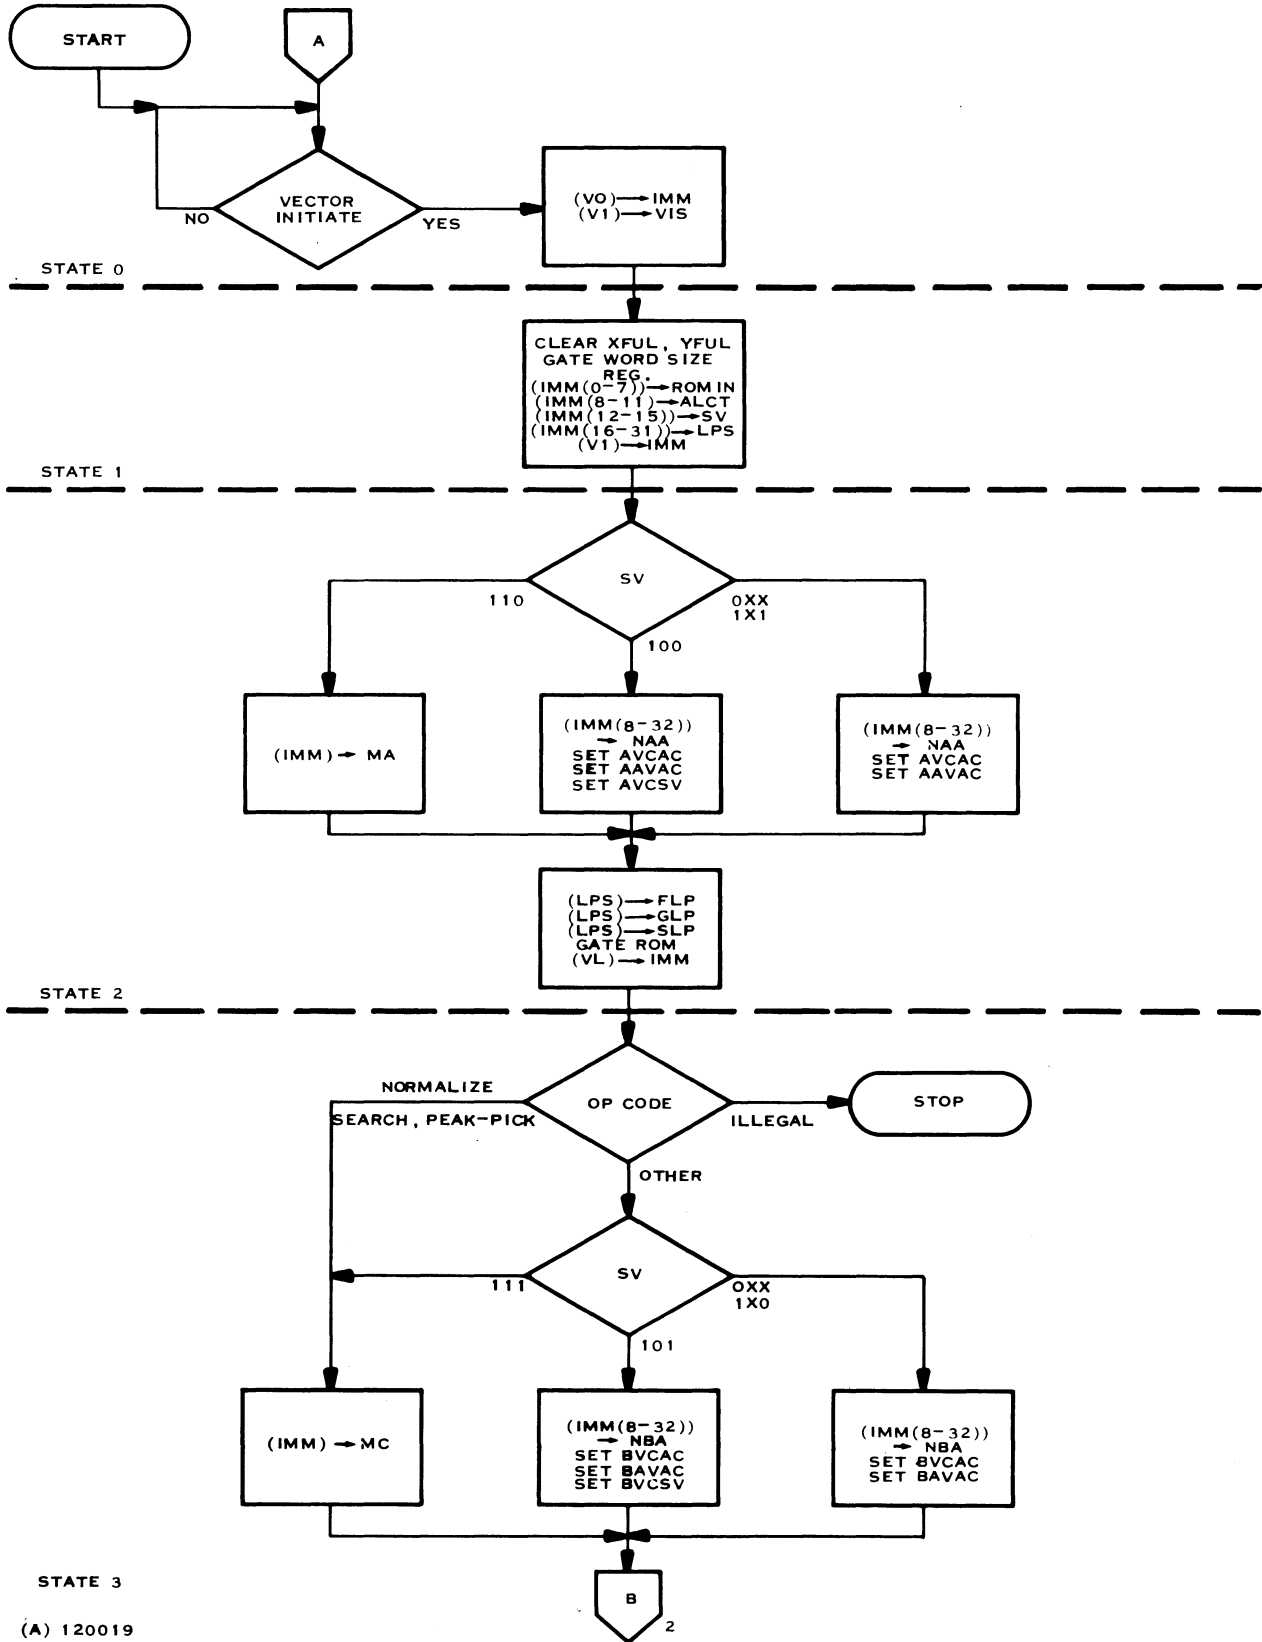 START
A
VECTOR
INITIATE
NO
YES
(V0)→IMM
(V1)→VIS
STATE 0
CLEAR XFUL, YFUL
GATE WORD SIZE
REG.
(IMM(0-7))→ROM IN
(IMM(8-11)→ALCT
(IMM(12-15))→SV
(IMM(16-31))→LPS
(V1)→IMM
STATE 1
SV
110
0XX
1X1
100
(IMM) → MA
(IMM(8-32))
→ NAA
SET AVCAC
SET AAVAC
SET AVCSV
(IMM(8-32))
→ NAA
SET AVCAC
SET AAVAC
(LPS)→FLP
(LPS)→GLP
(LPS)→SLP
GATE ROM
(VL)→IMM
STATE 2
NORMALIZE
SEARCH, PEAK-PICK
OP CODE
ILLEGAL
STOP
OTHER
SV
111
0XX
1X0
101
(IMM) → MC
(IMM(8-32))
→ NBA
SET BVCAC
SET BAVAC
SET BVCSV
(IMM(8-32))
→ NBA
SET BVCAC
SET BAVAC
STATE 3
B
2
(A) 120019